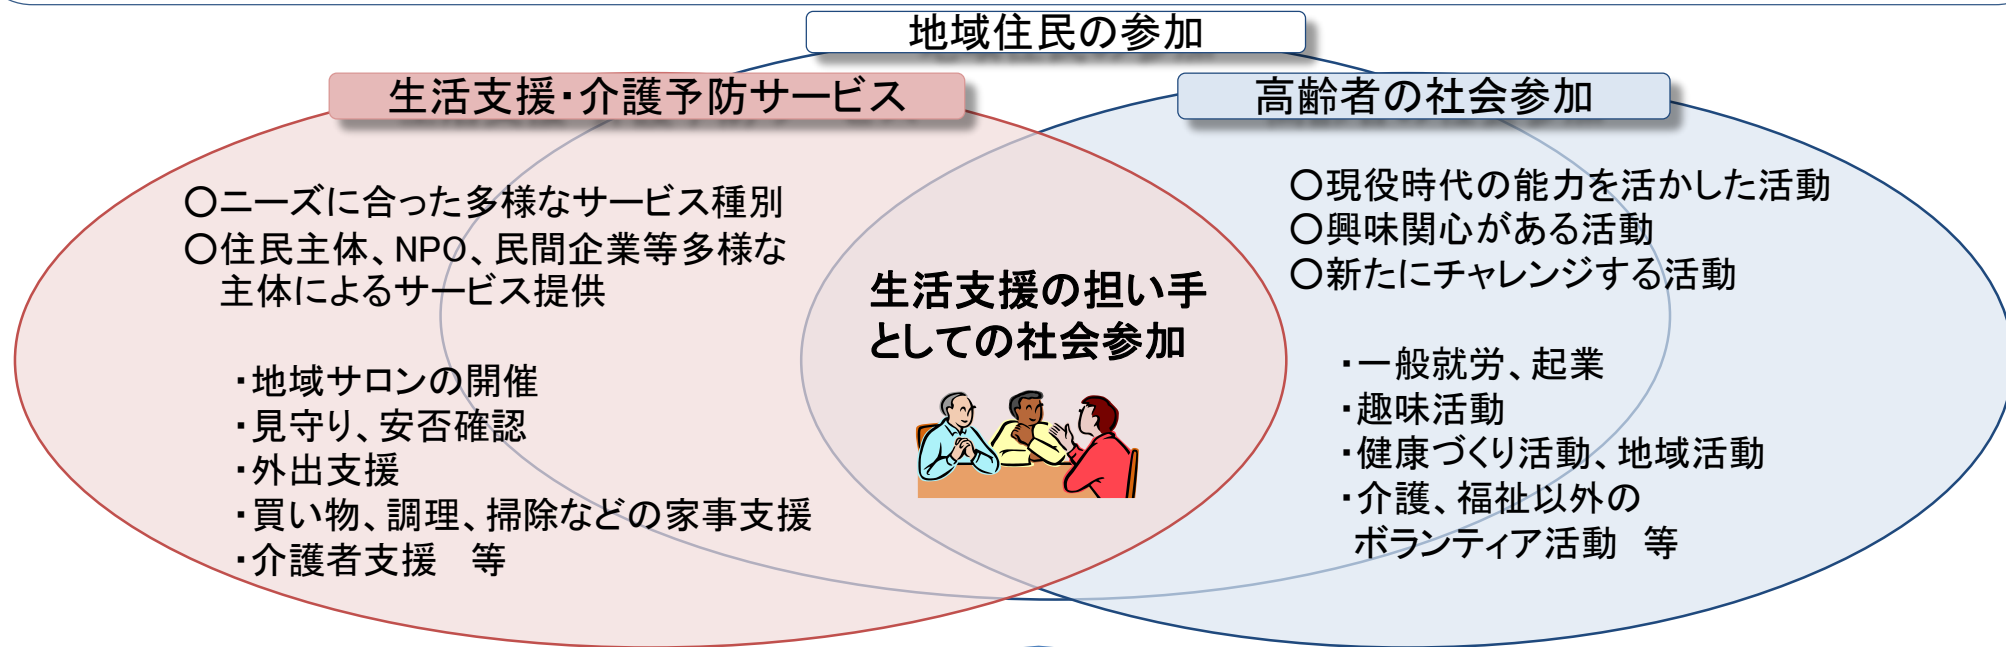 地域住民の参加
生活支援・介護予防サービス
○ニーズに合った多様なサービス種別
○住民主体、NPO、民間企業等多様な
主体によるサービス提供
・地域サロンの開催
・見守り、安否確認
・外出支援
・買い物、調理、掃除などの家事支援
・介護者支援　等
生活支援の担い手
としての社会参加
高齢者の社会参加
○現役時代の能力を活かした活動
○興味関心がある活動
○新たにチャレンジする活動
・一般就労、起業
・趣味活動
・健康づくり活動、地域活動
・介護、福祉以外の
ボランティア活動　等